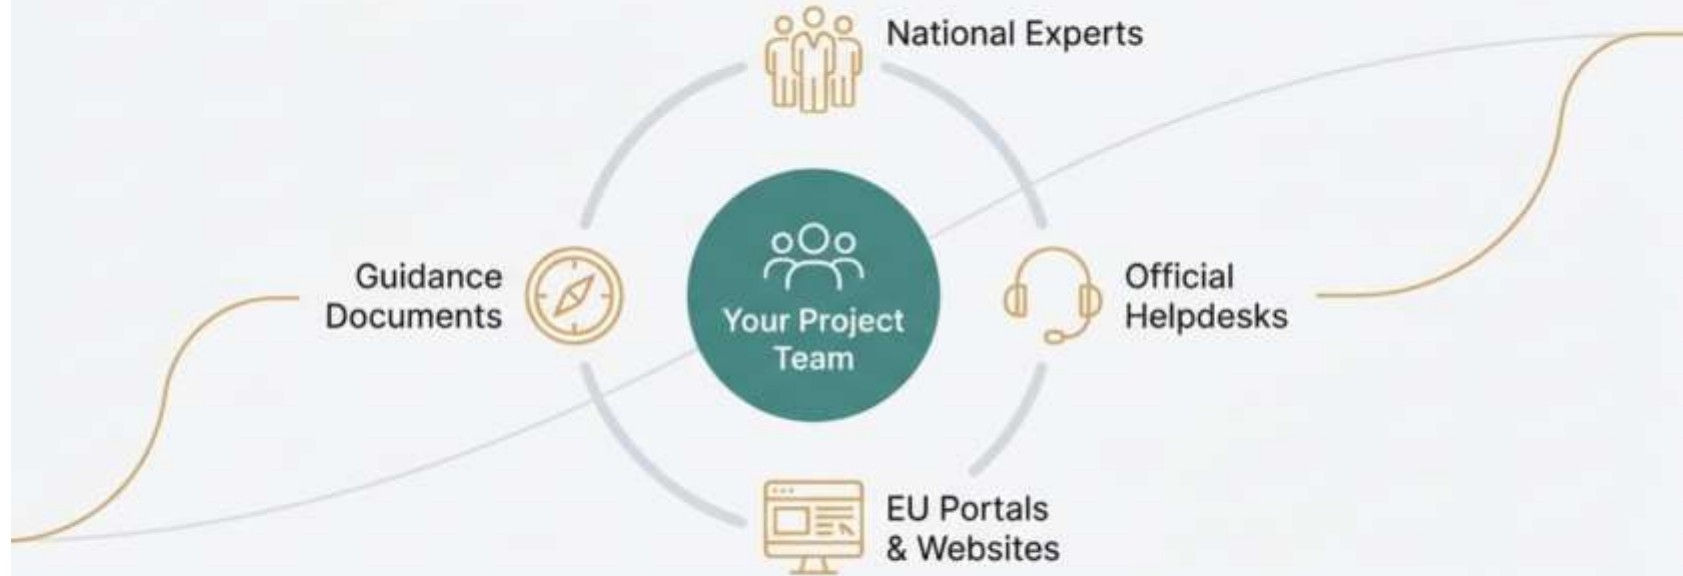 National Experts
Guidance
Documents
Your Project
Team
Official
Helpdesks
EU Portals
& Websites